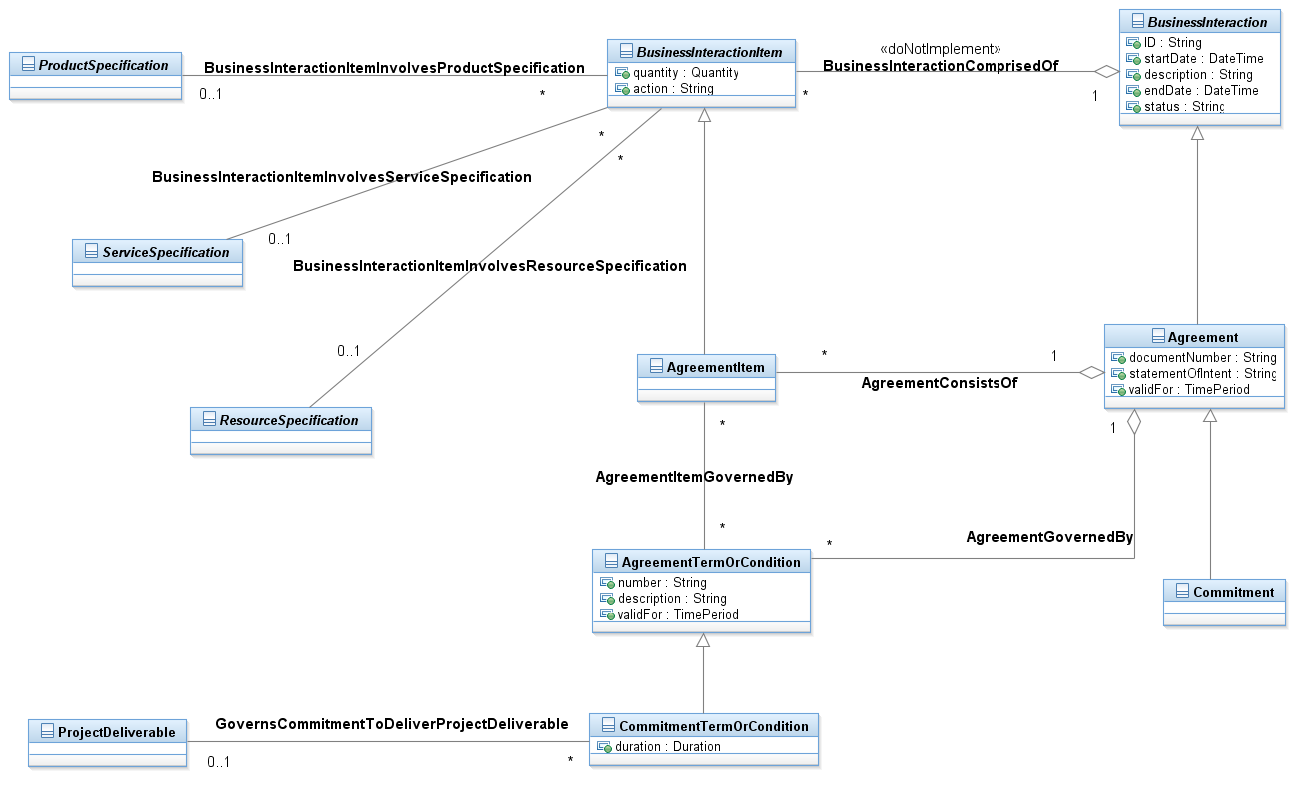 BusinessInteraction
ID : String
startDate : DateTime
description : String
endDate : DateTime
status : String
«doNotImplement»
BusinessInteractionComprisedOf
*
1
BusinessInteractionItem
quantity : Quantity
action : String
ProductSpecification
BusinessInteractionItemInvolvesProductSpecification
0..1
*
*
*
BusinessInteractionItemInvolvesServiceSpecification
0..1
ServiceSpecification
BusinessInteractionItemInvolvesResourceSpecification
0..1
ResourceSpecification
AgreementItem
*
1
AgreementConsistsOf
Agreement
documentNumber : String
statementOfIntent : String
validFor : TimePeriod
*
1
AgreementItemGovernedBy
*
*
AgreementGovernedBy
AgreementTermOrCondition
number : String
description : String
validFor : TimePeriod
Commitment
ProjectDeliverable
GovernsCommitmentToDeliverProjectDeliverable
0..1
*
CommitmentTermOrCondition
duration : Duration